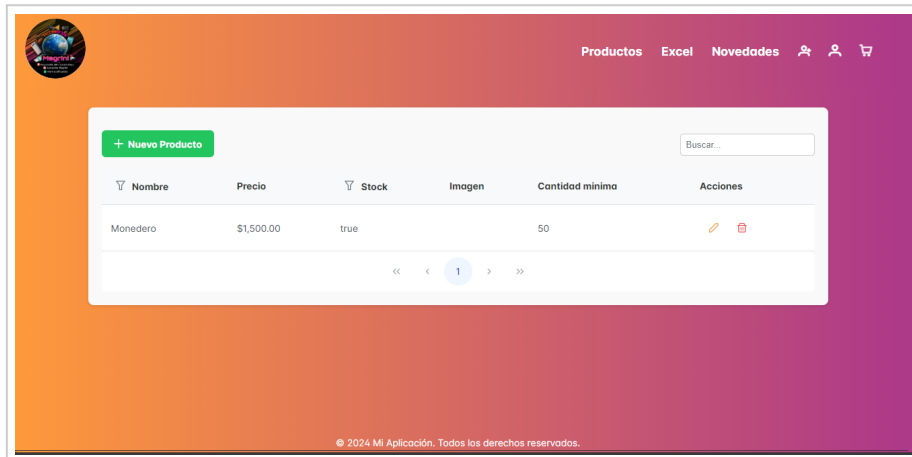 Magrini
Productos Excel Novedades
+ Nuevo Producto
Buscar...
Nombre Precio Stock Imagen Cantidad minima Acciones
Monedero $1,500.00 true 50
<< < 1 > >>
© 2024 Mi Aplicación. Todos los derechos reservados.